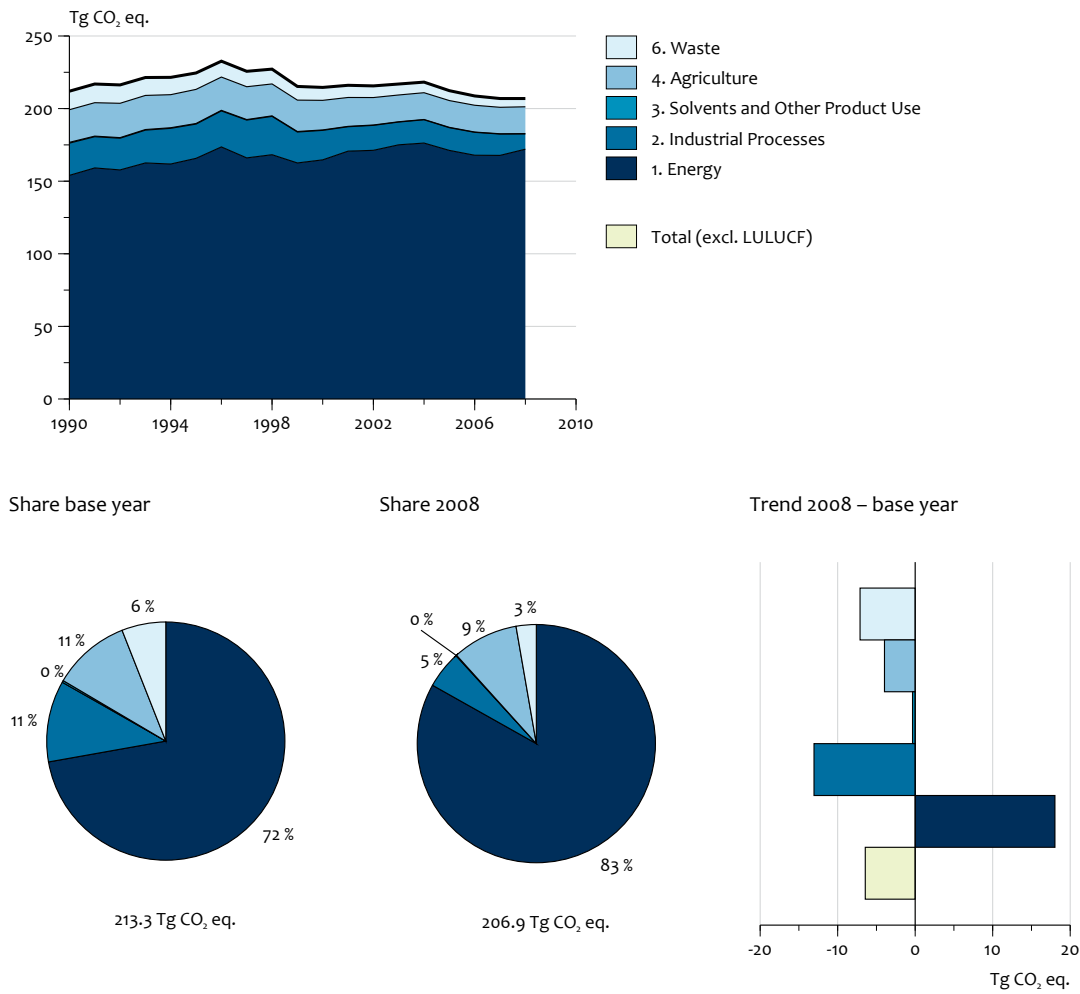 Tg CO₂ eq.
250
200
150
100
50
0
1990 1994 1998 2002 2006 2010
6. Waste
4. Agriculture
3. Solvents and Other Product Use
2. Industrial Processes
1. Energy
Total (excl. LULUCF)
Share base year
6 %
11 %
0 %
11 %
72 %
213.3 Tg CO₂ eq.
Share 2008
3 %
0 %
9 %
5 %
83 %
206.9 Tg CO₂ eq.
Trend 2008 – base year
-20 -10 0 10 20
Tg CO₂ eq.